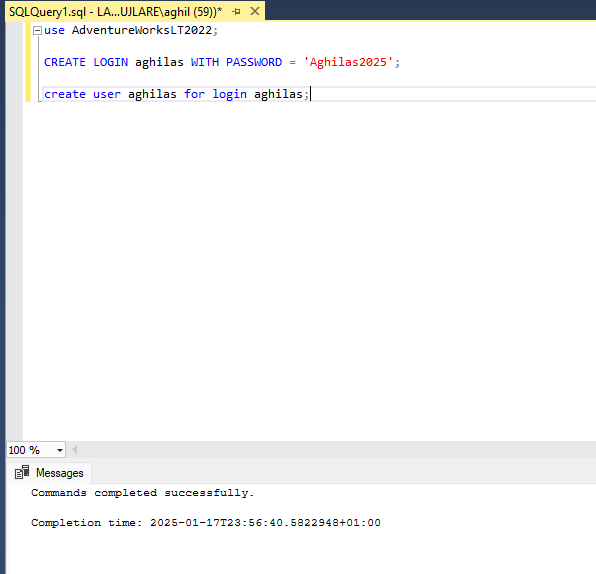 SQLQuery1.sql - LA...UJLARE\aghil (59))*
use AdventureWorksLT2022;
CREATE LOGIN aghilas WITH PASSWORD = 'Aghilas2025';
create user aghilas for login aghilas;
100 %
Messages
Commands completed successfully.
Completion time: 2025-01-17T23:56:40.5822948+01:00